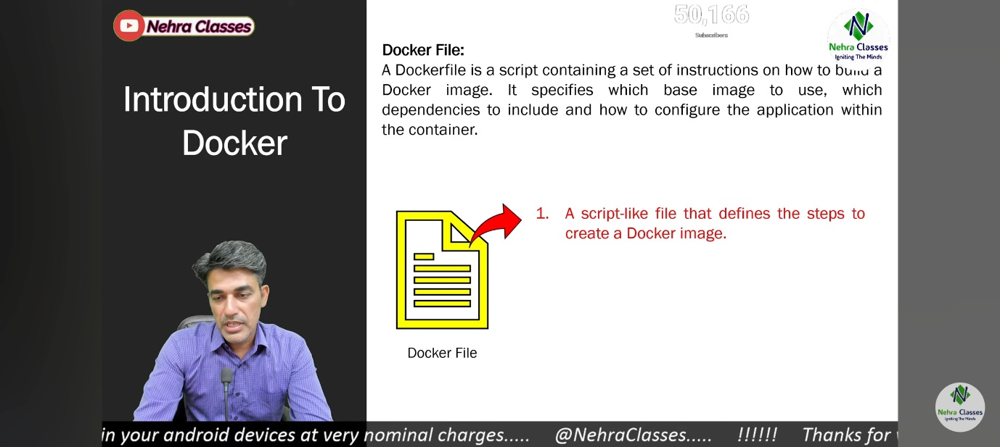 Nehra Classes
50,166
Subscribers
Nehra Classes
Igniting The Minds
Introduction To
Docker
Docker File:
A Dockerfile is a script containing a set of instructions on how to build a
Docker image. It specifies which base image to use, which
dependencies to include and how to configure the application within
the container.
1. A script-like file that defines the steps to
create a Docker image.
Docker File
Nehra Classes
Igniting The Minds
in your android devices at very nominal charges..... @NehraClasses..... !!!!!! Thanks for